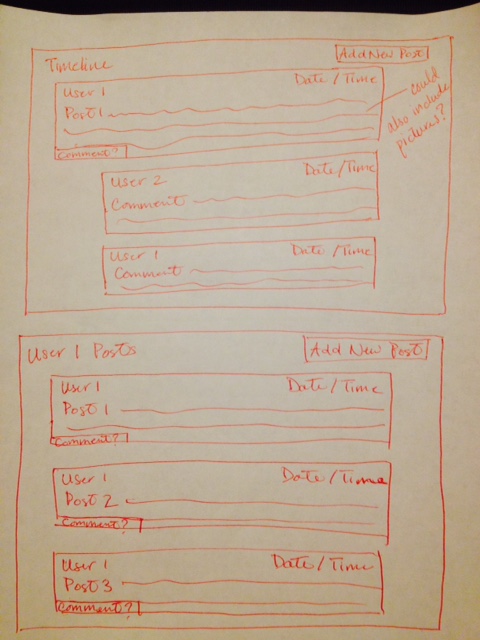 Timeline
Add New Post
User 1
Date/Time
Post 1
could
also include
pictures?
Comment?
User 2
Date/Time
Comment
User 1
Date/Time
Comment
User 1 Posts
Add New Post
User 1
Date/Time
Post 1
Comment?
User 1
Date/Time
Post 2
Comment?
User 1
Date/Time
Post 3
Comment?